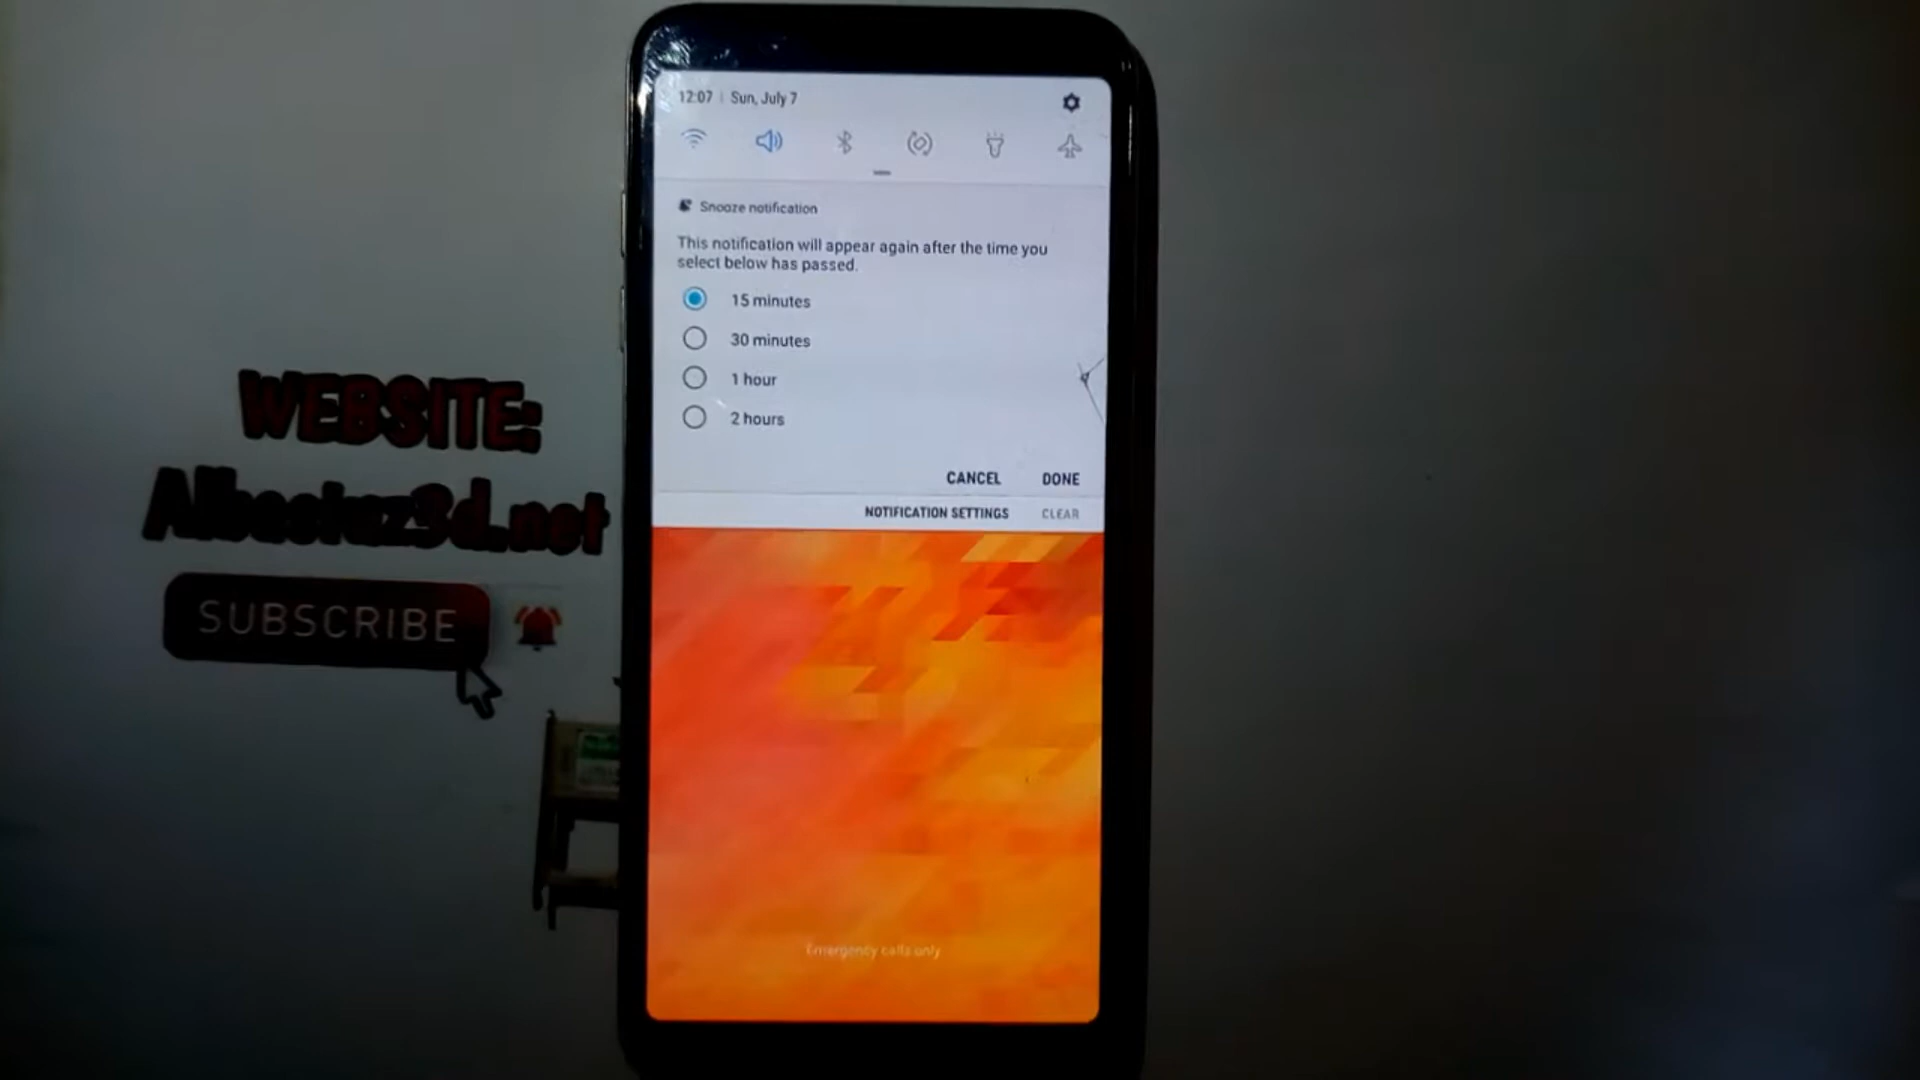 12:07 | Sun, July 7
Snooze notification
This notification will appear again after the time you
select below has passed.
15 minutes
30 minutes
1 hour
2 hours
CANCEL DONE
NOTIFICATION SETTINGS CLEAR
Emergency calls only
WEBSITE:
SUBSCRIBE